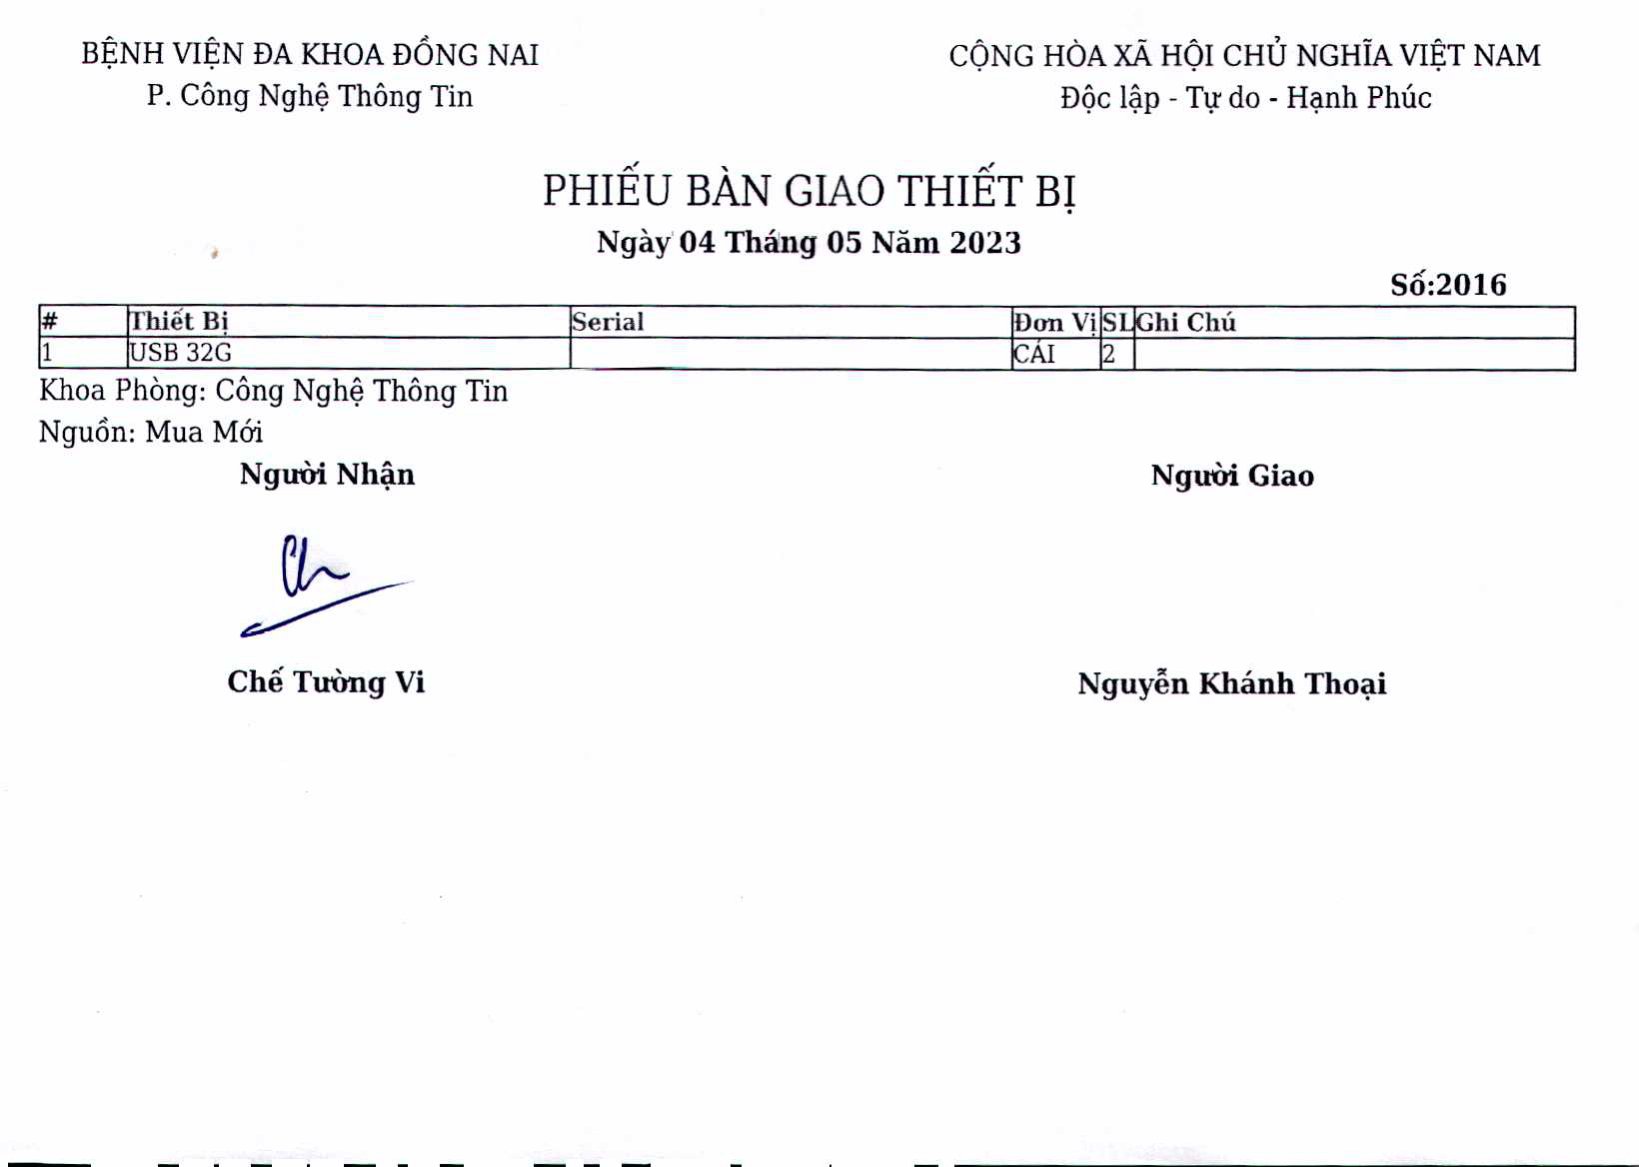 BỆNH VIỆN ĐA KHOA ĐỒNG NAI
P. Công Nghệ Thông Tin
CỘNG HÒA XÃ HỘI CHỦ NGHĨA VIỆT NAM
Độc lập - Tự do - Hạnh Phúc
PHIẾU BÀN GIAO THIẾT BỊ
Ngày 04 Tháng 05 Năm 2023
Số:2016
# Thiết Bị Serial Đơn Vị SL Ghi Chú
1 USB 32G CÁI 2
Khoa Phòng: Công Nghệ Thông Tin
Nguồn: Mua Mới
Người Nhận Người Giao
Chế Tường Vi Nguyễn Khánh Thoại